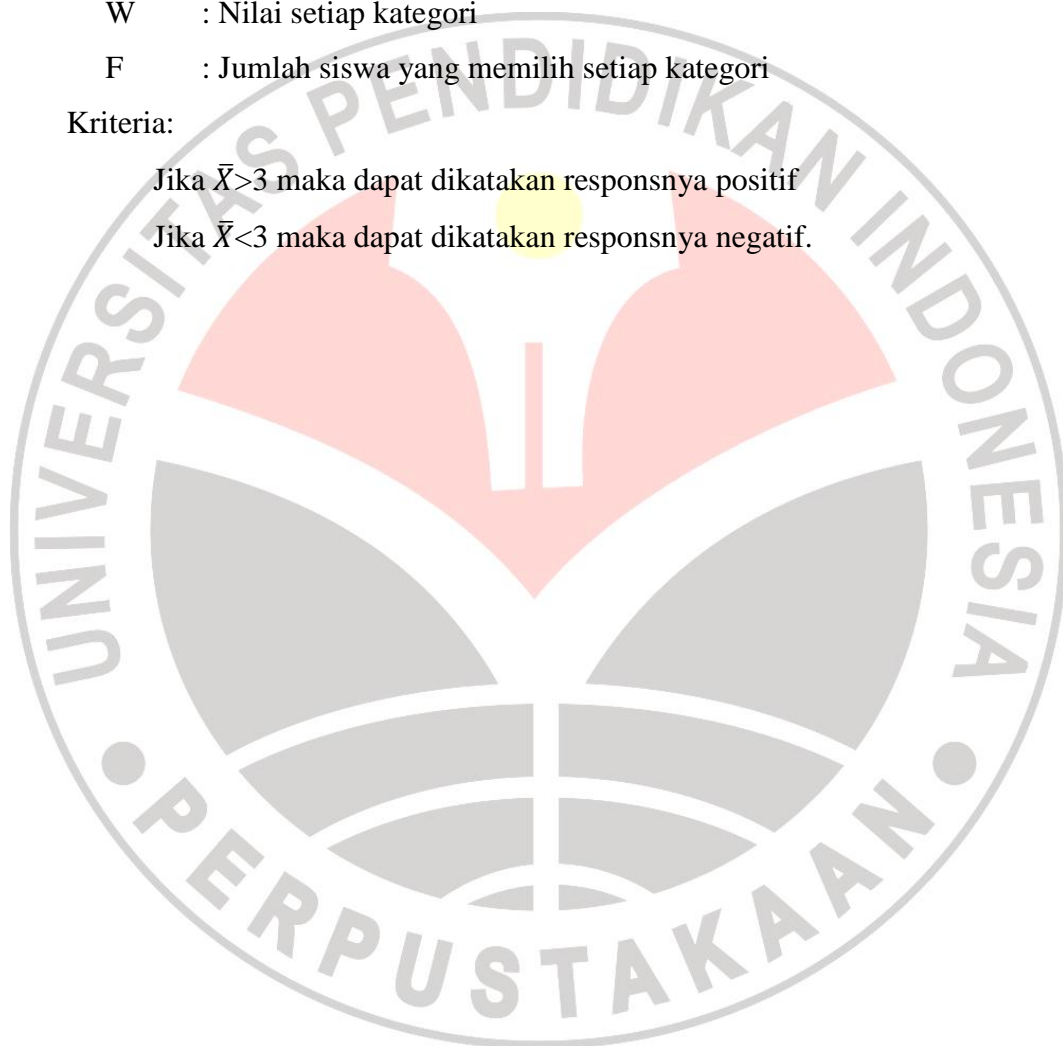 W : Nilai setiap kategori
F : Jumlah siswa yang memilih setiap kategori
Kriteria:
Jika X̄>3 maka dapat dikatakan responsnya positif
Jika X̄<3 maka dapat dikatakan responsnya negatif.
UNIVERSITAS PENDIDIKAN INDONESIA
PERPUSTAKAAN